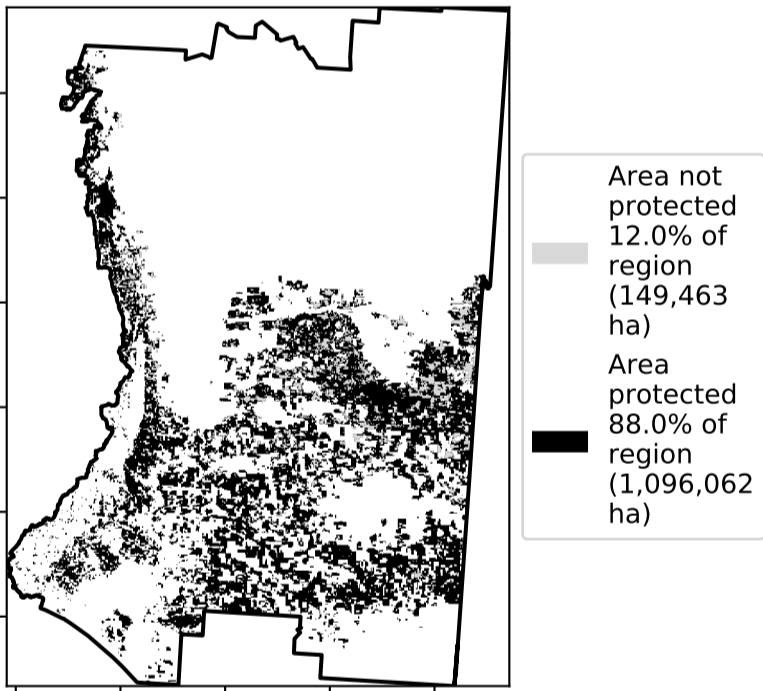 Area not
protected
12.0% of
region
(149,463
ha)
Area
protected
88.0% of
region
(1,096,062
ha)